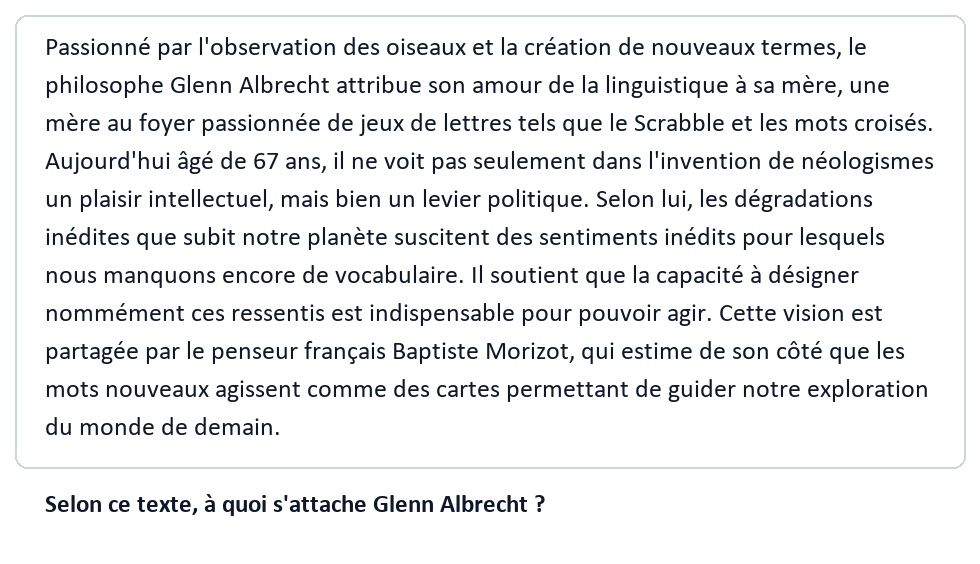 Passionné par l'observation des oiseaux et la création de nouveaux termes, le
philosophe Glenn Albrecht attribue son amour de la linguistique à sa mère, une
mère au foyer passionnée de jeux de lettres tels que le Scrabble et les mots croisés.
Aujourd'hui âgé de 67 ans, il ne voit pas seulement dans l'invention de néologismes
un plaisir intellectuel, mais bien un levier politique. Selon lui, les dégradations
inédites que subit notre planète suscitent des sentiments inédits pour lesquels
nous manquons encore de vocabulaire. Il soutient que la capacité à désigner
nommément ces ressentis est indispensable pour pouvoir agir. Cette vision est
partagée par le penseur français Baptiste Morizot, qui estime de son côté que les
mots nouveaux agissent comme des cartes permettant de guider notre exploration
du monde de demain.
Selon ce texte, à quoi s'attache Glenn Albrecht ?